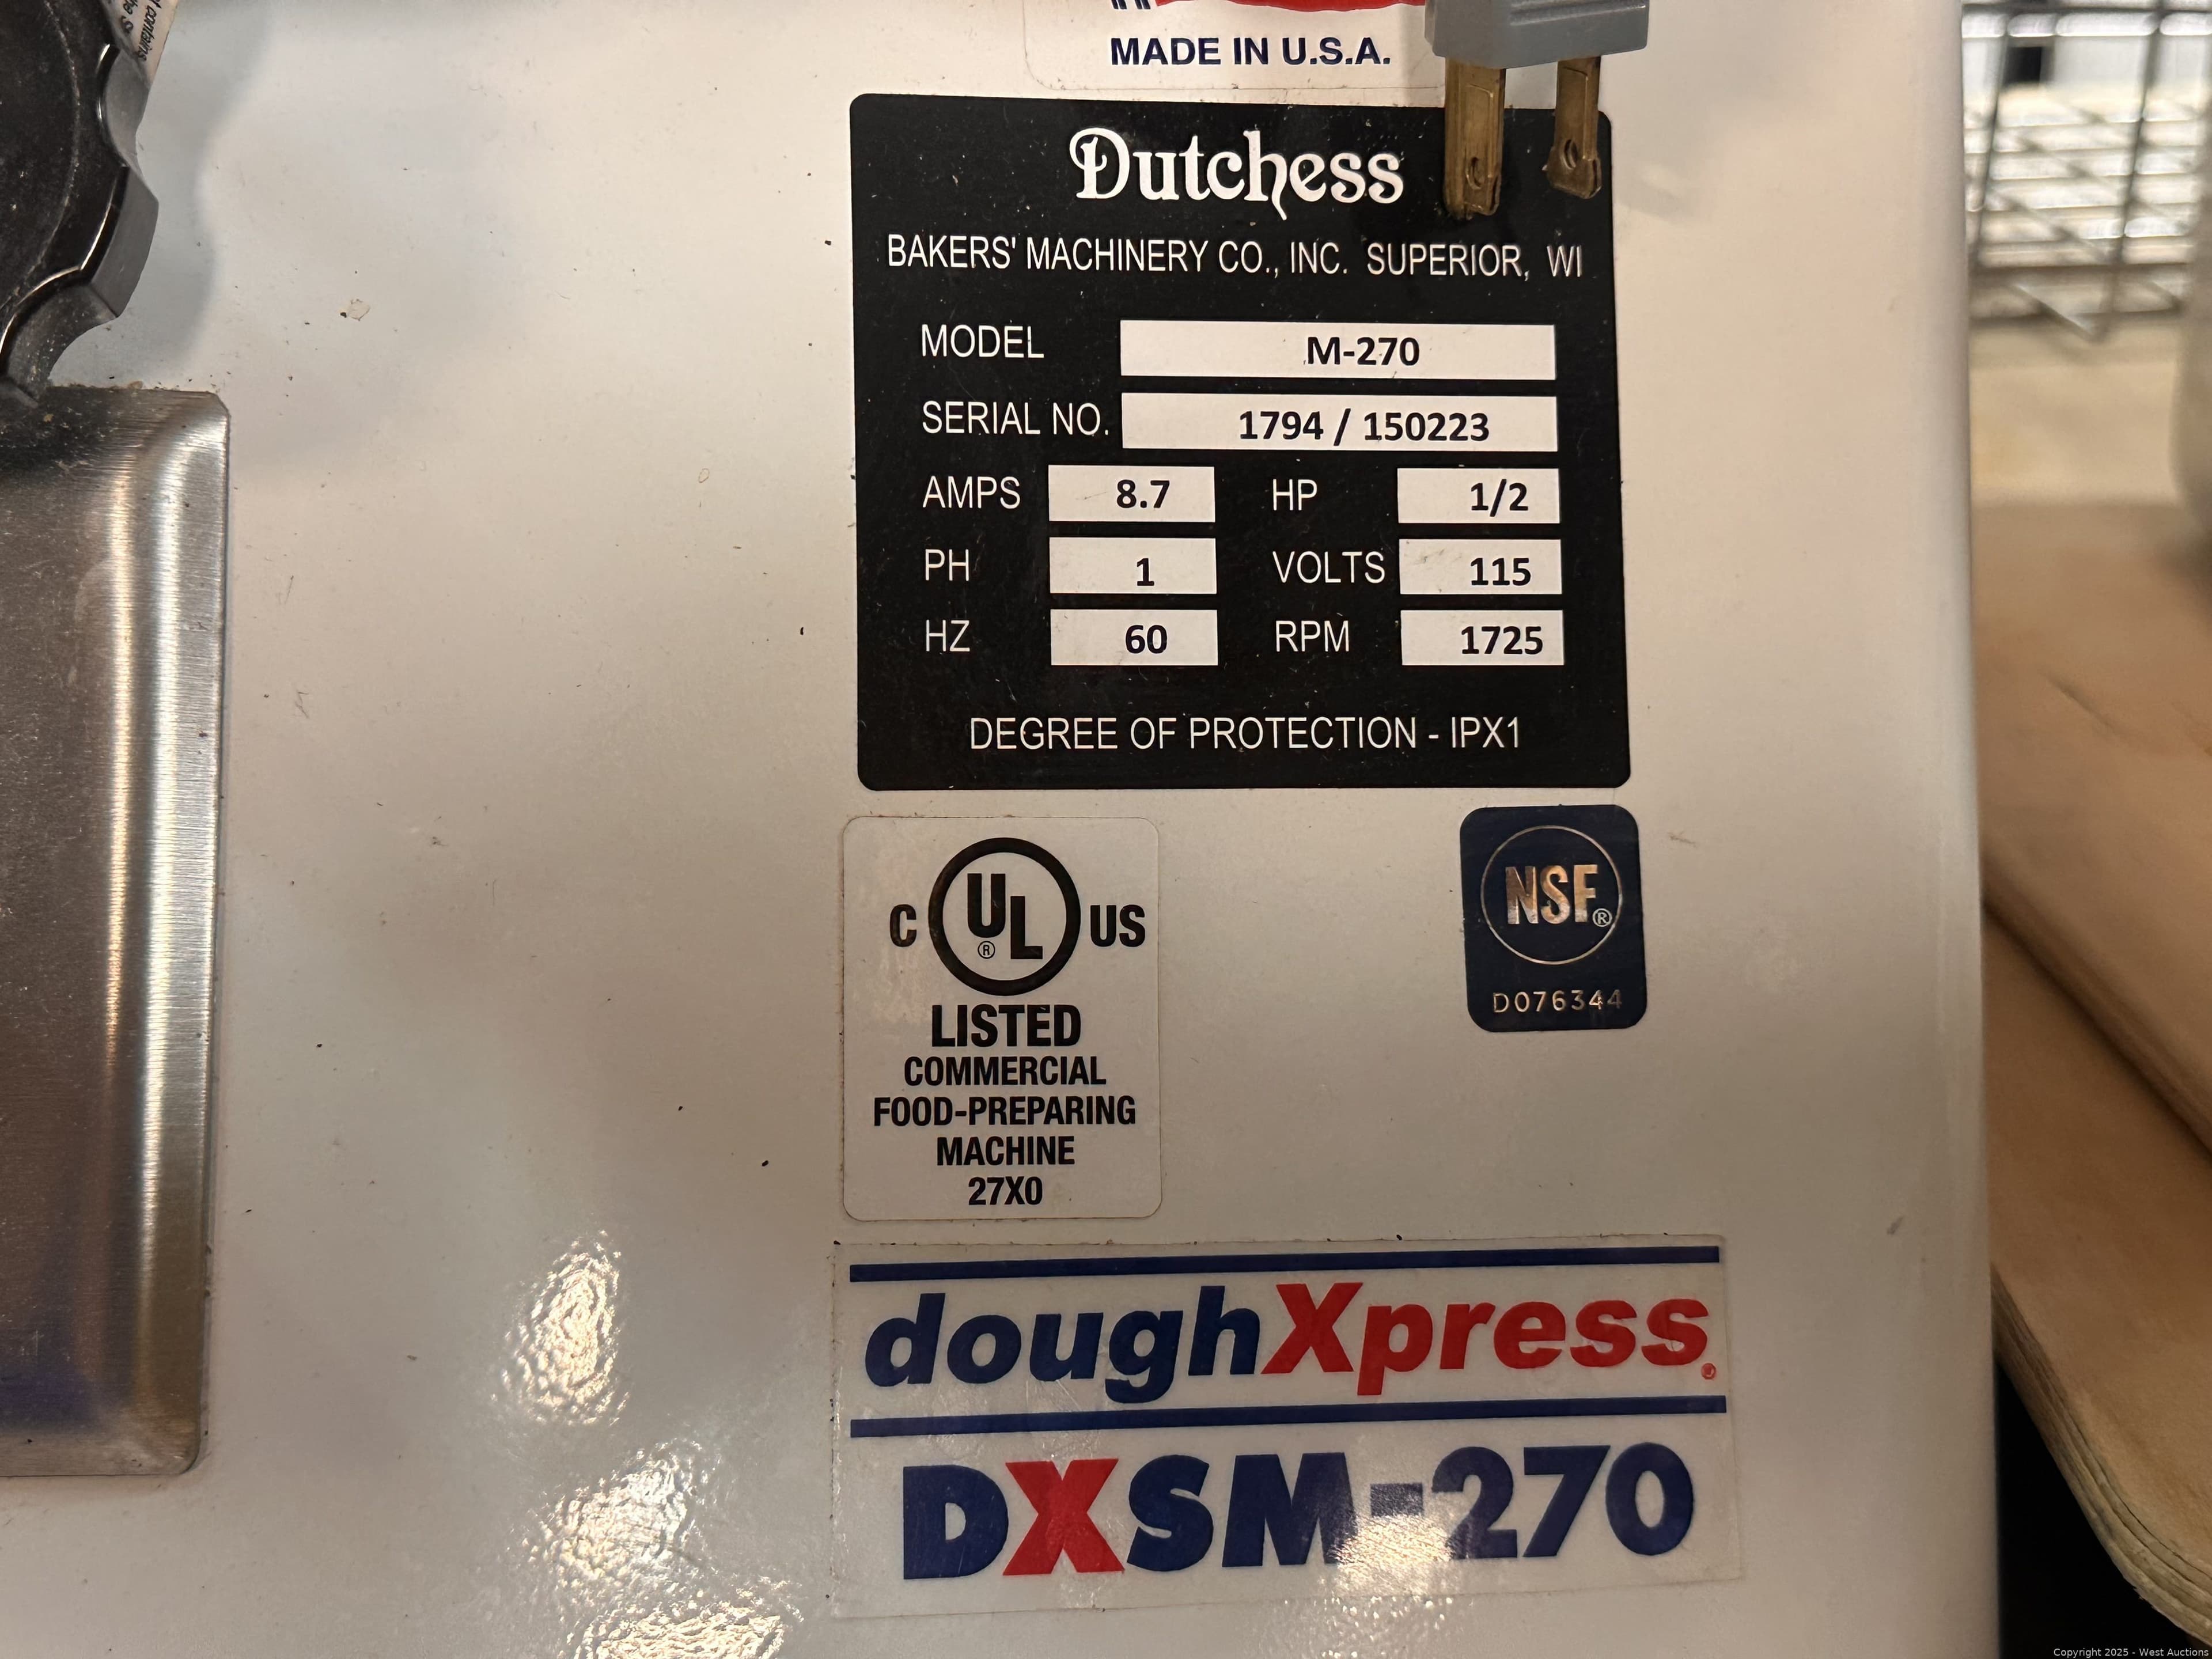 contains
the S
MADE IN U.S.A.
Dutchess
BAKERS' MACHINERY CO., INC. SUPERIOR, WI
MODEL M-270
SERIAL NO. 1794 / 150223
AMPS 8.7 HP 1/2
PH 1 VOLTS 115
HZ 60 RPM 1725
DEGREE OF PROTECTION - IPX1
C UL® US
LISTED
COMMERCIAL
FOOD-PREPARING
MACHINE
27X0
NSF®
D076344
doughXpress®
DXSM-270
Copyright 2025 - West Auctions